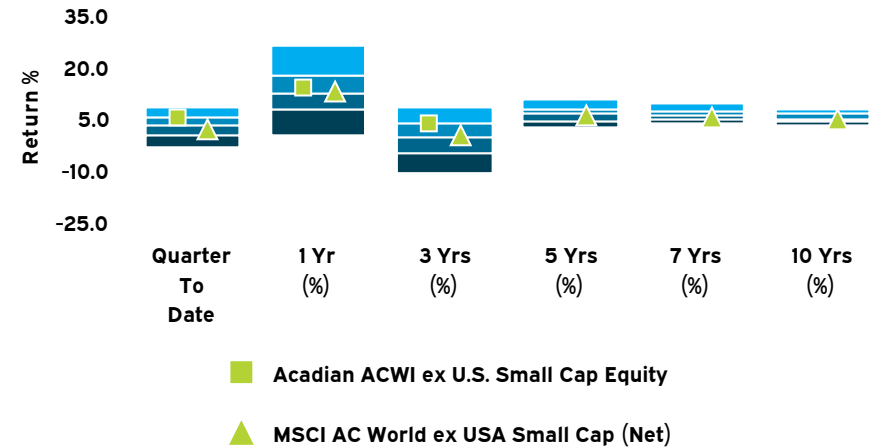 35.0
20.0
5.0
-10.0
-25.0
Return %
Quarter To Date
1 Yr (%)
3 Yrs (%)
5 Yrs (%)
7 Yrs (%)
10 Yrs (%)
Acadian ACWI ex U.S. Small Cap Equity
MSCI AC World ex USA Small Cap (Net)